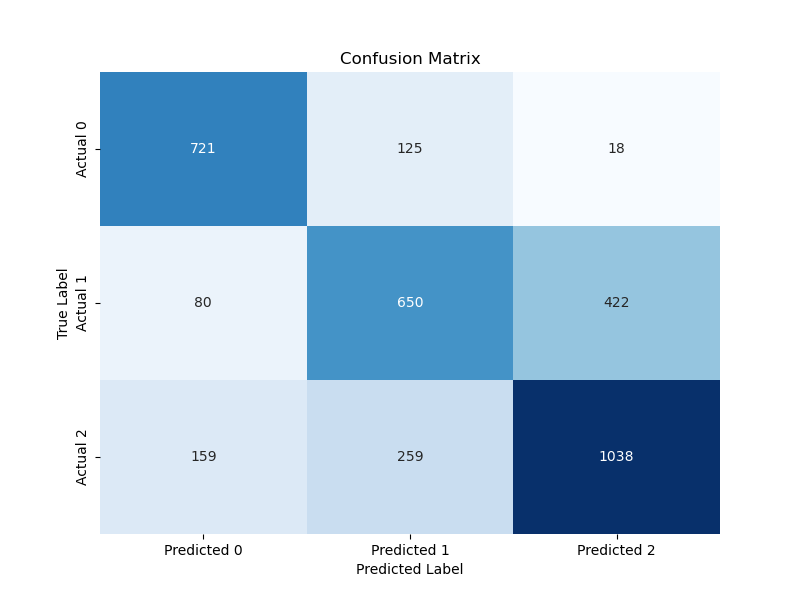 Confusion Matrix
True Label
Actual 0
721 125 18
Actual 1
80 650 422
Actual 2
159 259 1038
Predicted 0 Predicted 1 Predicted 2
Predicted Label